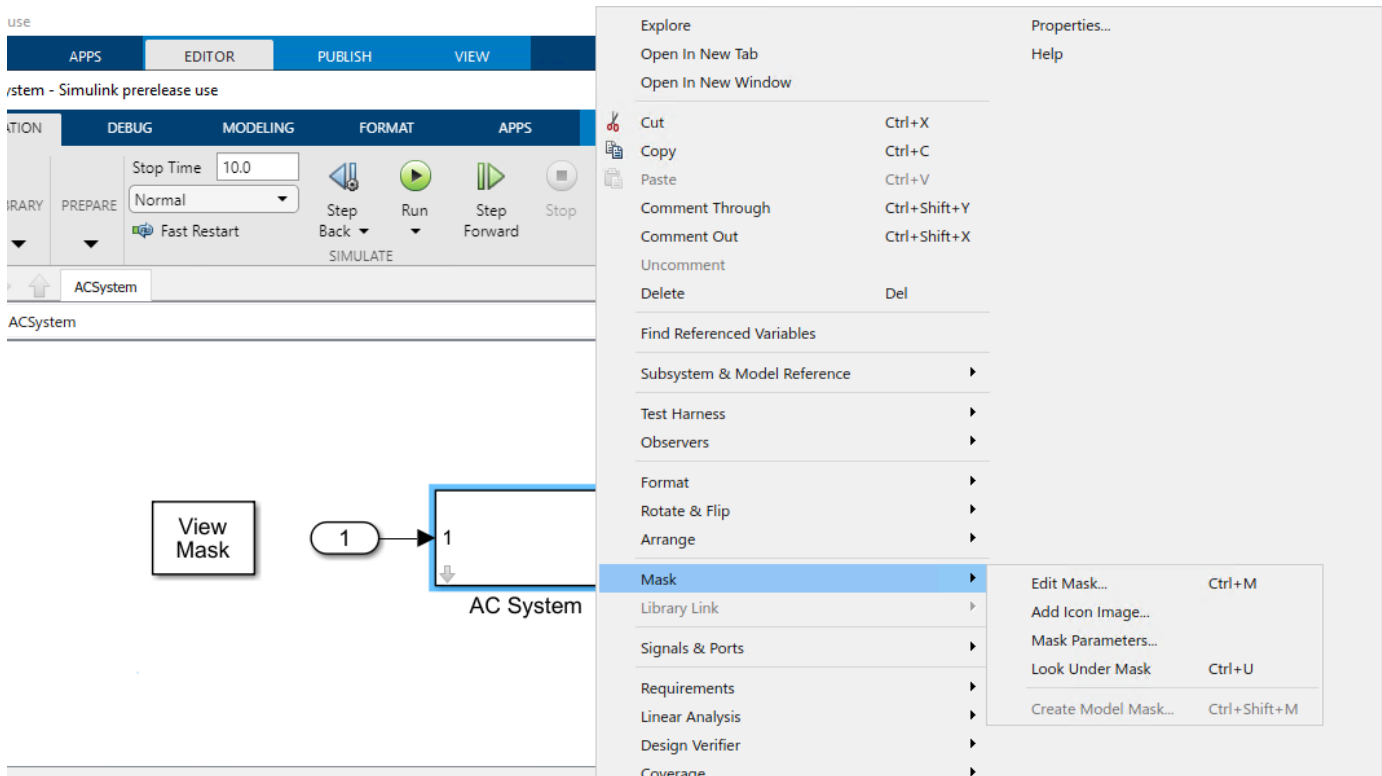 use
APPS
EDITOR
PUBLISH
VIEW
ystem - Simulink prerelease use
ATION
DEBUG
MODELING
FORMAT
APPS
BRARY
PREPARE
Stop Time 10.0
Normal
Fast Restart
Step Back
Run
Step Forward
Stop
SIMULATE
ACSystem
ACSystem
View
Mask
1
1
AC System
Explore
Open In New Tab
Open In New Window
Cut Ctrl+X
Copy Ctrl+C
Paste Ctrl+V
Comment Through Ctrl+Shift+Y
Comment Out Ctrl+Shift+X
Uncomment
Delete Del
Find Referenced Variables
Subsystem & Model Reference
Test Harness
Observers
Format
Rotate & Flip
Arrange
Mask
Library Link
Signals & Ports
Requirements
Linear Analysis
Design Verifier
Coverage
Properties...
Help
Edit Mask... Ctrl+M
Add Icon Image...
Mask Parameters...
Look Under Mask Ctrl+U
Create Model Mask... Ctrl+Shift+M